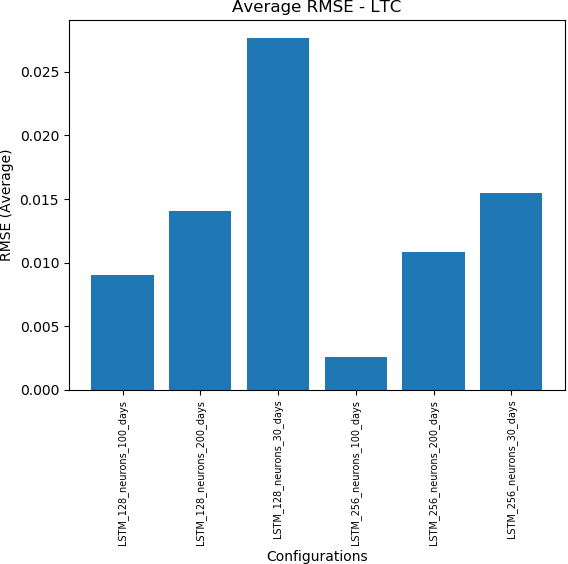 Average RMSE - LTC
RMSE (Average)
0.025
0.020
0.015
0.010
0.005
0.000
LSTM_128_neurons_100_days
LSTM_128_neurons_200_days
LSTM_128_neurons_30_days
LSTM_256_neurons_100_days
LSTM_256_neurons_200_days
LSTM_256_neurons_30_days
Configurations